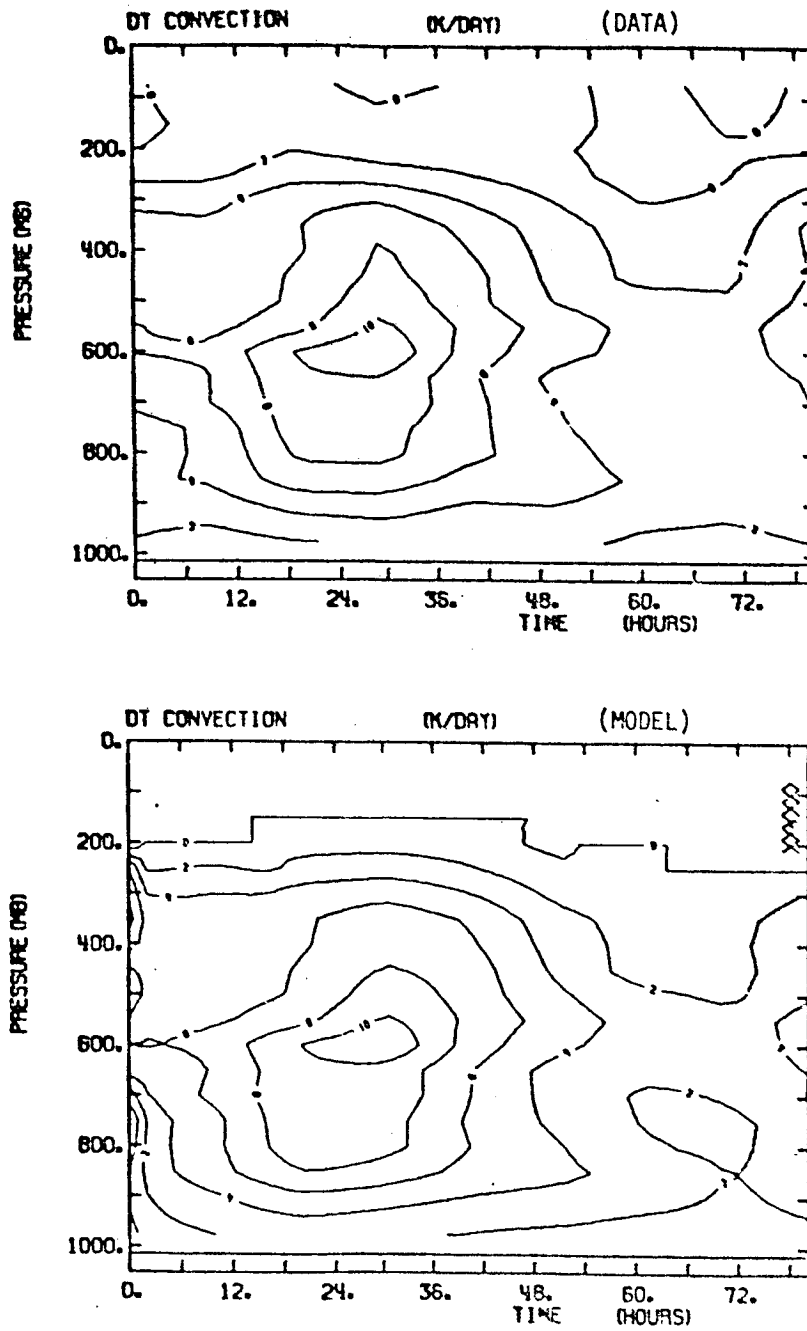 DT CONVECTION (K/DAY) (DATA)
0.
200.
400.
600.
800.
1000.
PRESSURE (MB)
0. 12. 24. 36. 48. 60. 72.
TIME (HOURS)
10
DT CONVECTION (K/DAY) (MODEL)
0.
200.
400.
600.
800.
1000.
PRESSURE (MB)
0. 12. 24. 36. 48. 60. 72.
TIME (HOURS)
10